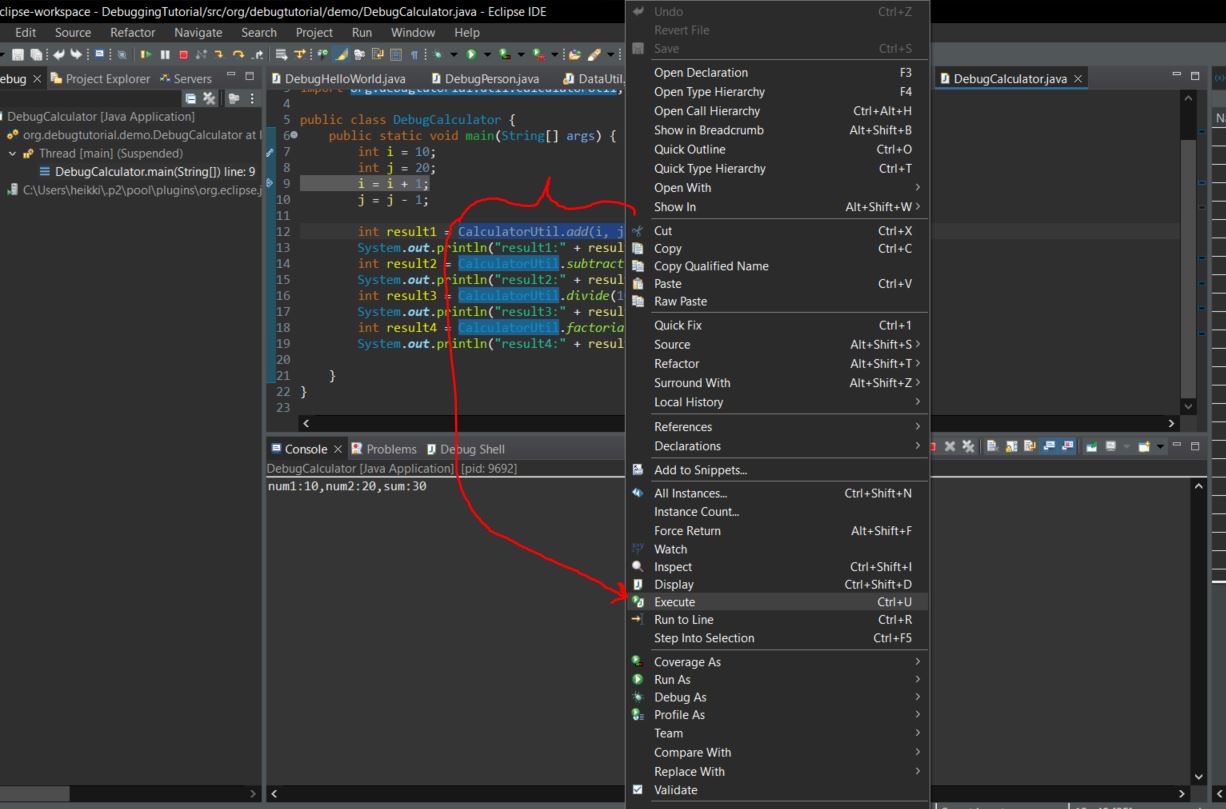 clipse-workspace - DebuggingTutorial/src/org/debugtutorial/demo/DebugCalculator.java - Eclipse IDE
Edit Source Refactor Navigate Search Project Run Window Help
ebug Project Explorer Servers
DebugCalculator [Java Application]
org.debugtutorial.demo.DebugCalculator at l
Thread [main] (Suspended)
DebugCalculator.main(String[]) line: 9
C:\Users\heikki\.p2\pool\plugins\org.eclipse.j
DebugHelloWorld.java DebugPerson.java DataUtil. DebugCalculator.java
3 import org.debugtutorial.util.CalculatorUtil;
4
5 public class DebugCalculator {
6 public static void main(String[] args) {
7 int i = 10;
8 int j = 20;
9 i = i + 1;
10 j = j - 1;
11
12 int result1 = CalculatorUtil.add(i, j
13 System.out.println("result1:" + resul
14 int result2 = CalculatorUtil.subtract
15 System.out.println("result2:" + resul
16 int result3 = CalculatorUtil.divide(1
17 System.out.println("result3:" + resul
18 int result4 = CalculatorUtil.factoria
19 System.out.println("result4:" + resul
20
21 }
22 }
23
Console Problems Debug Shell
DebugCalculator [Java Application] [pid: 9692]
num1:10,num2:20,sum:30
Undo Ctrl+Z
Revert File
Save Ctrl+S
Open Declaration F3
Open Type Hierarchy F4
Open Call Hierarchy Ctrl+Alt+H
Show in Breadcrumb Alt+Shift+B
Quick Outline Ctrl+O
Quick Type Hierarchy Ctrl+T
Open With
Show In Alt+Shift+W
Cut Ctrl+X
Copy Ctrl+C
Copy Qualified Name
Paste Ctrl+V
Raw Paste
Quick Fix Ctrl+1
Source Alt+Shift+S
Refactor Alt+Shift+T
Surround With Alt+Shift+Z
Local History
References
Declarations
Add to Snippets...
All Instances... Ctrl+Shift+N
Instance Count...
Force Return Alt+Shift+F
Watch
Inspect Ctrl+Shift+I
Display Ctrl+Shift+D
Execute Ctrl+U
Run to Line Ctrl+R
Step Into Selection Ctrl+F5
Coverage As
Run As
Debug As
Profile As
Team
Compare With
Replace With
Validate